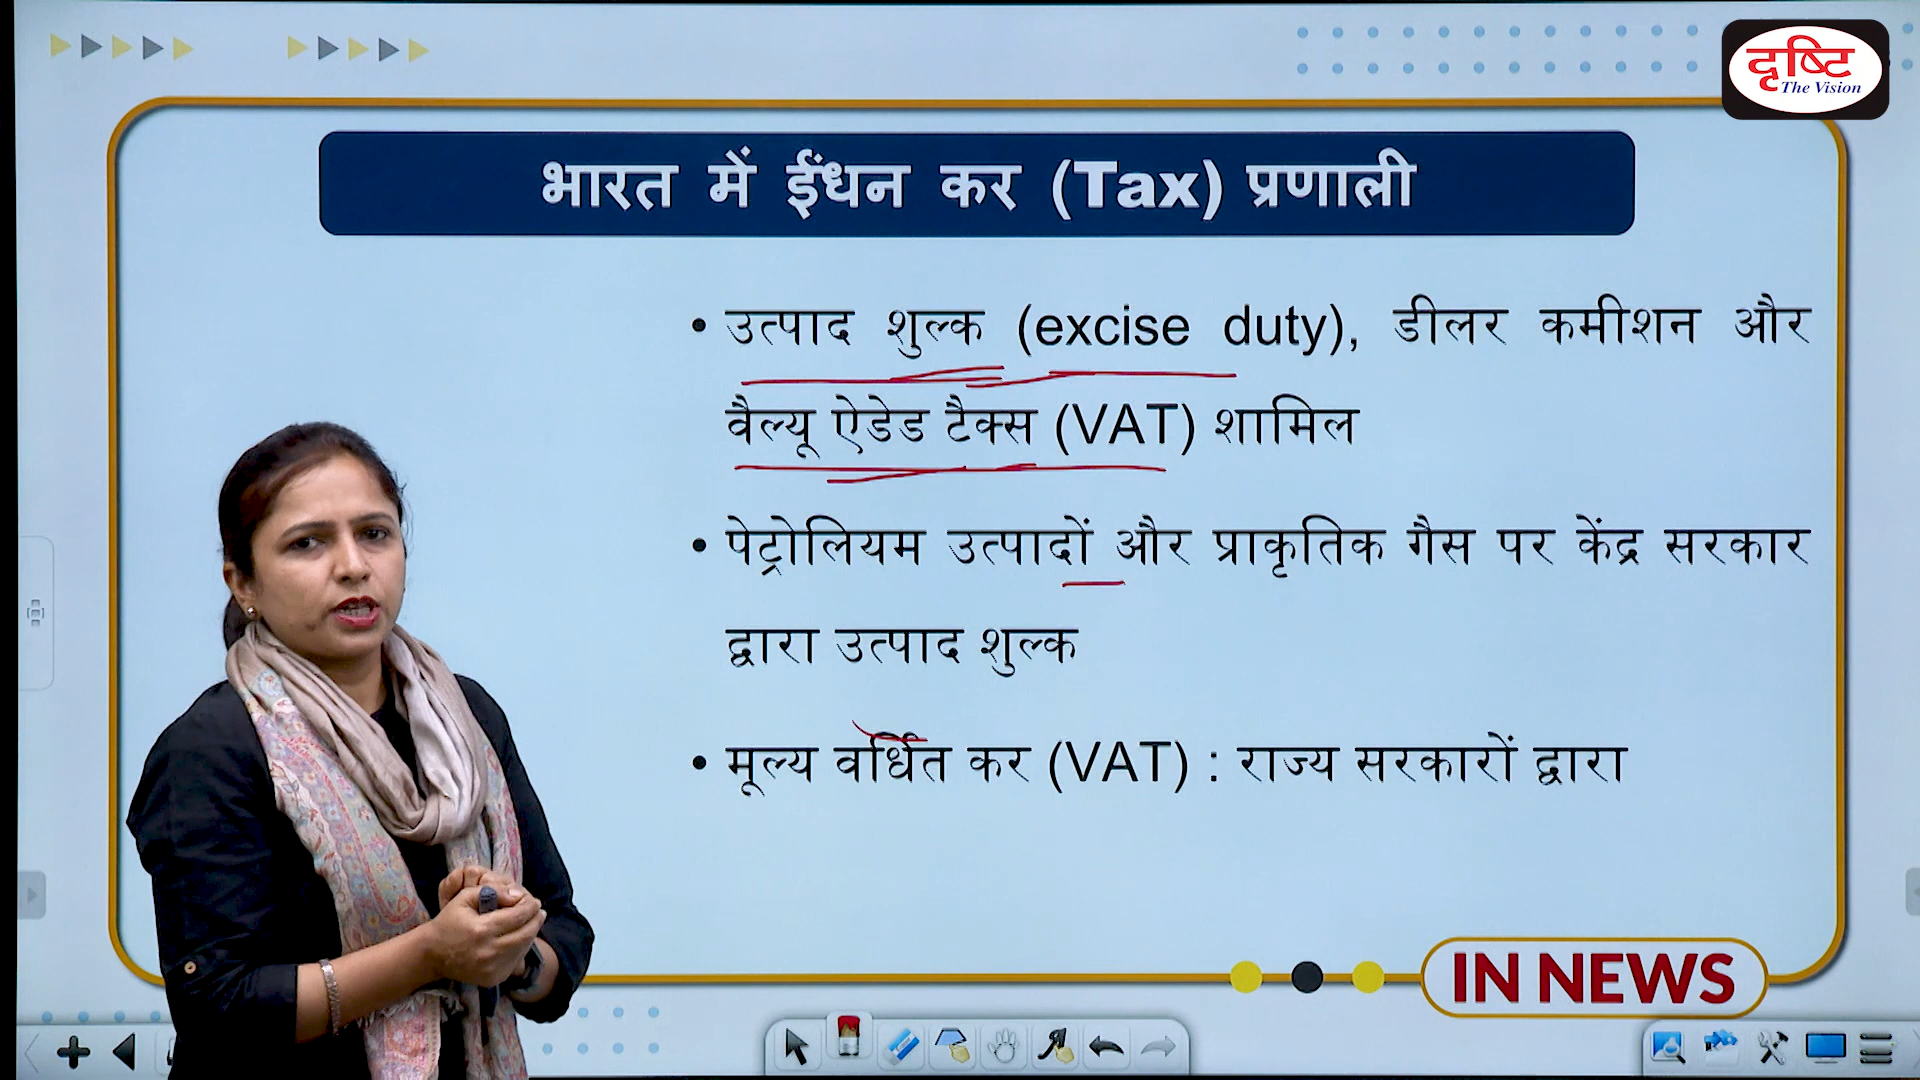 दृष्टि
The Vision
भारत में ईंधन कर (Tax) प्रणाली
• उत्पाद शुल्क (excise duty), डीलर कमीशन और
वैल्यू ऐडेड टैक्स (VAT) शामिल
• पेट्रोलियम उत्पादों और प्राकृतिक गैस पर केंद्र सरकार
द्वारा उत्पाद शुल्क
• मूल्य वर्धित कर (VAT) : राज्य सरकारों द्वारा
IN NEWS